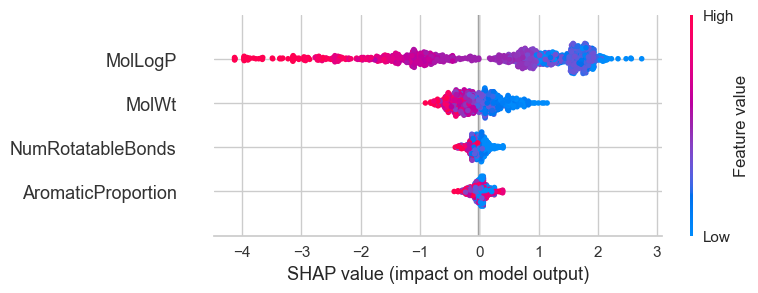 High
MolLogP
MolWt
NumRotatableBonds
AromaticProportion
Feature value
Low
−4 −3 −2 −1 0 1 2 3
SHAP value (impact on model output)